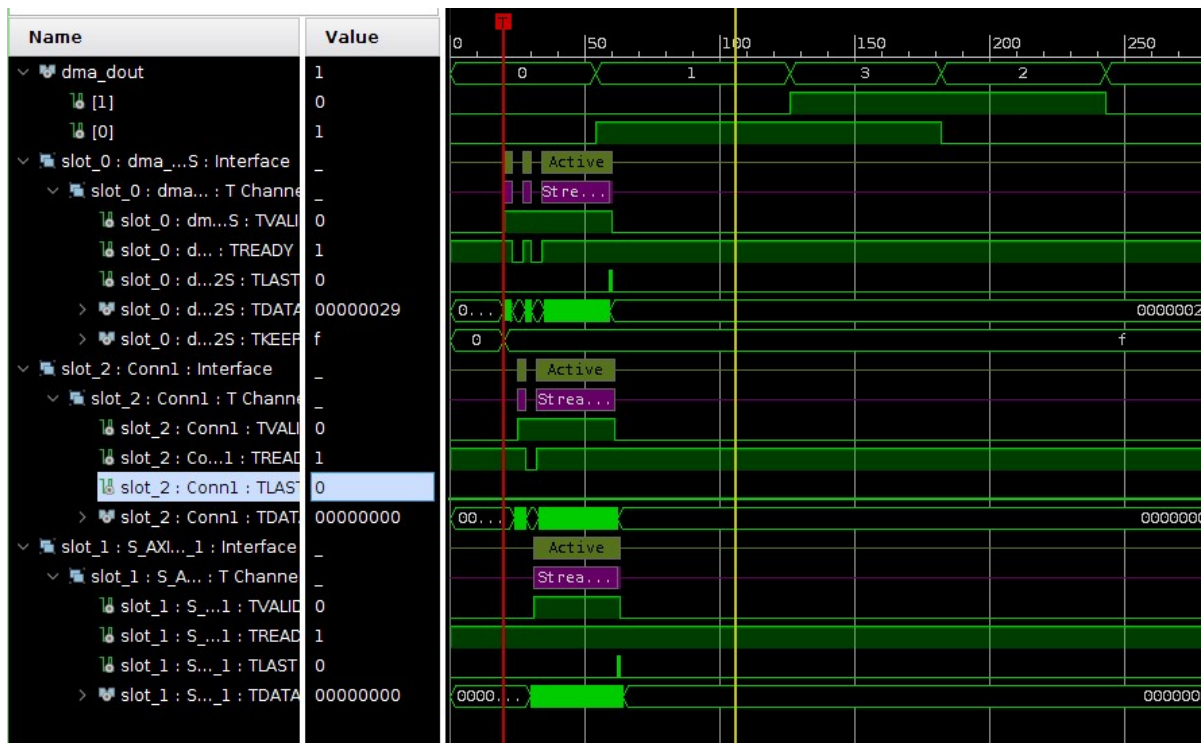 Name Value
T
0 50 100 150 200 250
dma_dout 1 0 1 3 2
[1] 0
[0] 1
slot_0 : dma_...S : Interface _ Active
slot_0 : dma... : T Channe _ Stre...
slot_0 : dm...S : TVALI 0
slot_0 : d... : TREADY 1
slot_0 : d...2S : TLAST 0
slot_0 : d...2S : TDATA 00000029 0... 0000002
slot_0 : d...2S : TKEEP f 0 f
slot_2 : Conn1 : Interface _ Active
slot_2 : Conn1 : T Channe _ Strea...
slot_2 : Conn1 : TVALI 0
slot_2 : Co...1 : TREAD 1
slot_2 : Conn1 : TLAST 0
slot_2 : Conn1 : TDAT. 00000000 00... 0000000
slot_1 : S_AXI..._1 : Interface _ Active
slot_1 : S_A... : T Channe _ Strea...
slot_1 : S_...1 : TVALID 0
slot_1 : S_...1 : TREAD 1
slot_1 : S..._1 : TLAST 0
slot_1 : S..._1 : TDATA 00000000 0000... 000000